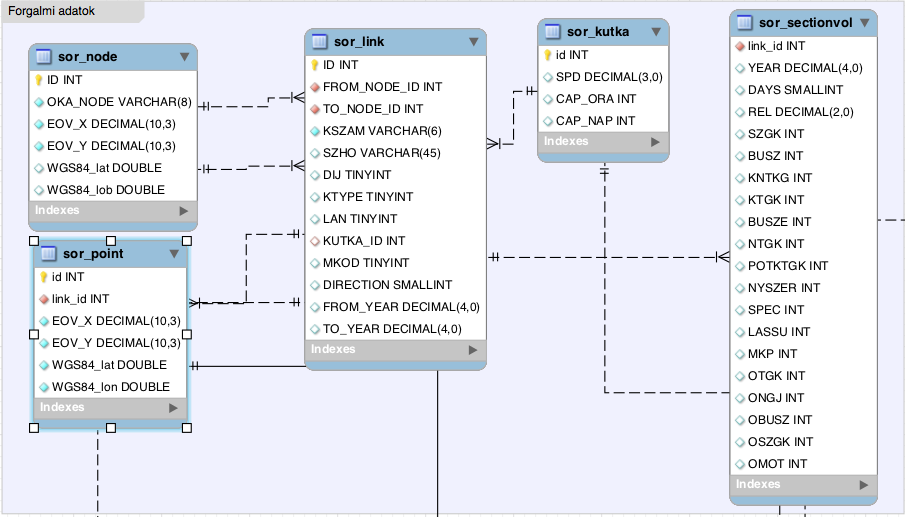 Forgalmi adatok
sor_node
ID INT
OKA_NODE VARCHAR(8)
EOV_X DECIMAL(10,3)
EOV_Y DECIMAL(10,3)
WGS84_lat DOUBLE
WGS84_lob DOUBLE
Indexes
sor_point
id INT
link_id INT
EOV_X DECIMAL(10,3)
EOV_Y DECIMAL(10,3)
WGS84_lat DOUBLE
WGS84_lon DOUBLE
Indexes
sor_link
ID INT
FROM_NODE_ID INT
TO_NODE_ID INT
KSZAM VARCHAR(6)
SZHO VARCHAR(45)
DIJ TINYINT
KTYPE TINYINT
LAN TINYINT
KUTKA_ID INT
MKOD TINYINT
DIRECTION SMALLINT
FROM_YEAR DECIMAL(4,0)
TO_YEAR DECIMAL(4,0)
Indexes
sor_kutka
id INT
SPD DECIMAL(3,0)
CAP_ORA INT
CAP_NAP INT
Indexes
sor_sectionvol
link_id INT
YEAR DECIMAL(4,0)
DAYS SMALLINT
REL DECIMAL(2,0)
SZGK INT
BUSZ INT
KNTKG INT
KTGK INT
BUSZE INT
NTGK INT
POTKTGK INT
NYSZER INT
SPEC INT
LASSU INT
MKP INT
OTGK INT
ONGJ INT
OBUSZ INT
OSZGK INT
OMOT INT
Indexes